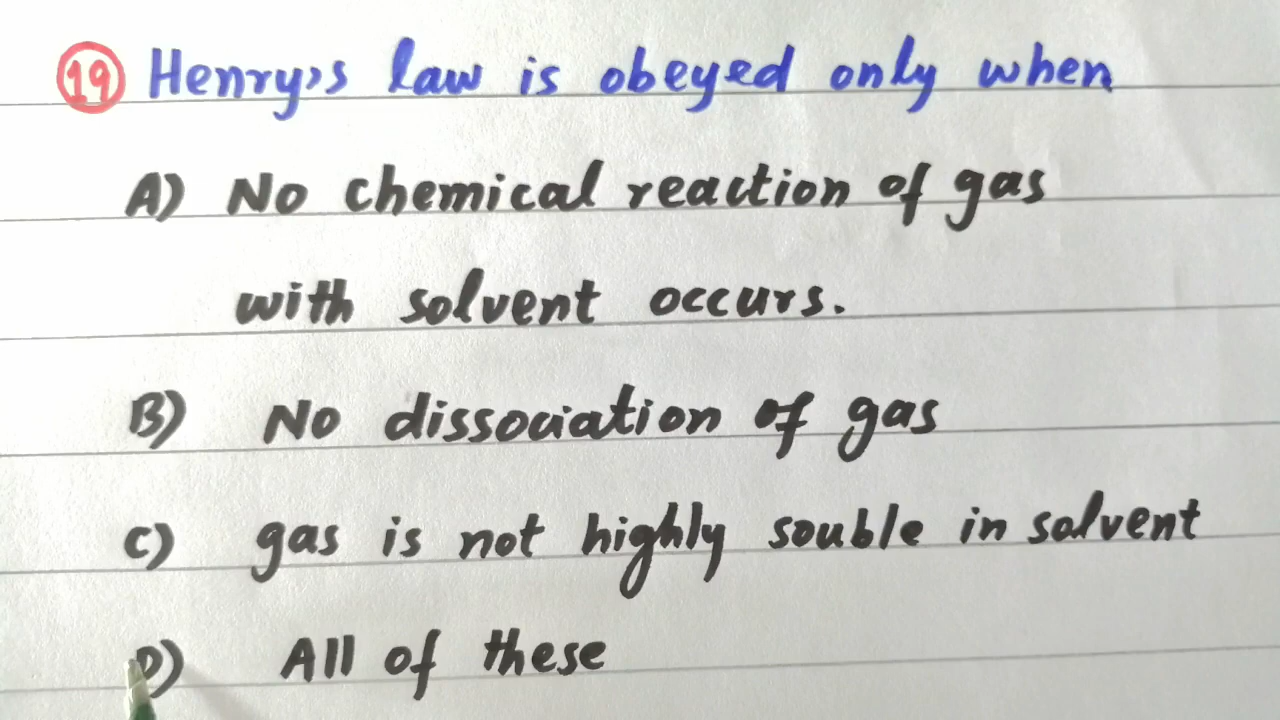 19 Henry's law is obeyed only when
A) No chemical reaction of gas
with solvent occurs.
B) No dissociation of gas
C) gas is not highly souble in solvent
D) All of these